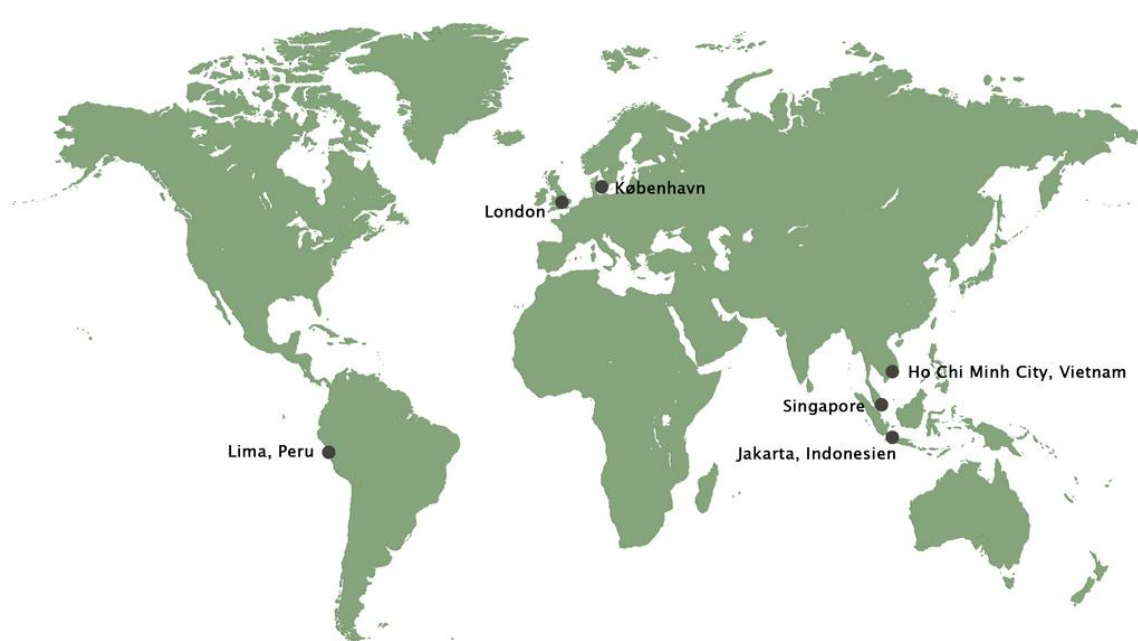 København
London
Ho Chi Minh City, Vietnam
Singapore
Lima, Peru
Jakarta, Indonesien